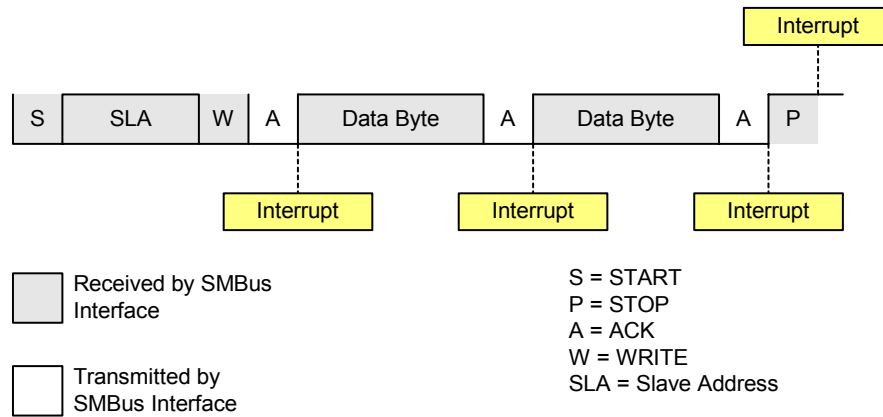 Interrupt
S SLA W A Data Byte A Data Byte A P
Interrupt Interrupt Interrupt
Received by SMBus
Interface
Transmitted by
SMBus Interface
S = START
P = STOP
A = ACK
W = WRITE
SLA = Slave Address